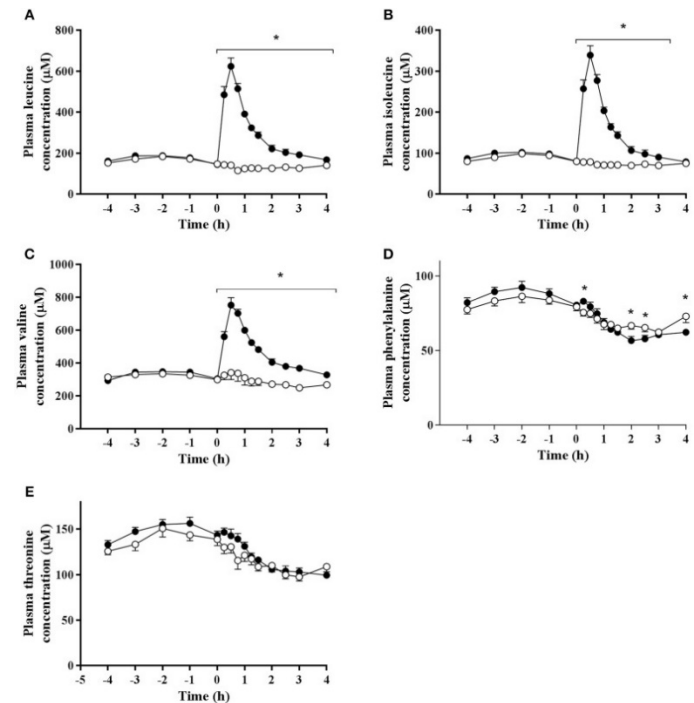 A
*
Plasma leucine
concentration (µM)
800
600
400
200
0
-4 -3 -2 -1 0 1 2 3 4
Time (h)
B
*
Plasma isoleucine
concentration (µM)
400
300
200
100
0
-4 -3 -2 -1 0 1 2 3 4
Time (h)
C
*
Plasma valine
concentration (µM)
1000
800
600
400
200
0
-4 -3 -2 -1 0 1 2 3 4
Time (h)
D
* * * *
Plasma phenylalanine
concentration (µM)
100
50
0
-4 -3 -2 -1 0 1 2 3 4
Time (h)
E
Plasma threonine
concentration (µM)
150
100
50
0
-5 -4 -3 -2 -1 0 1 2 3 4
Time (h)